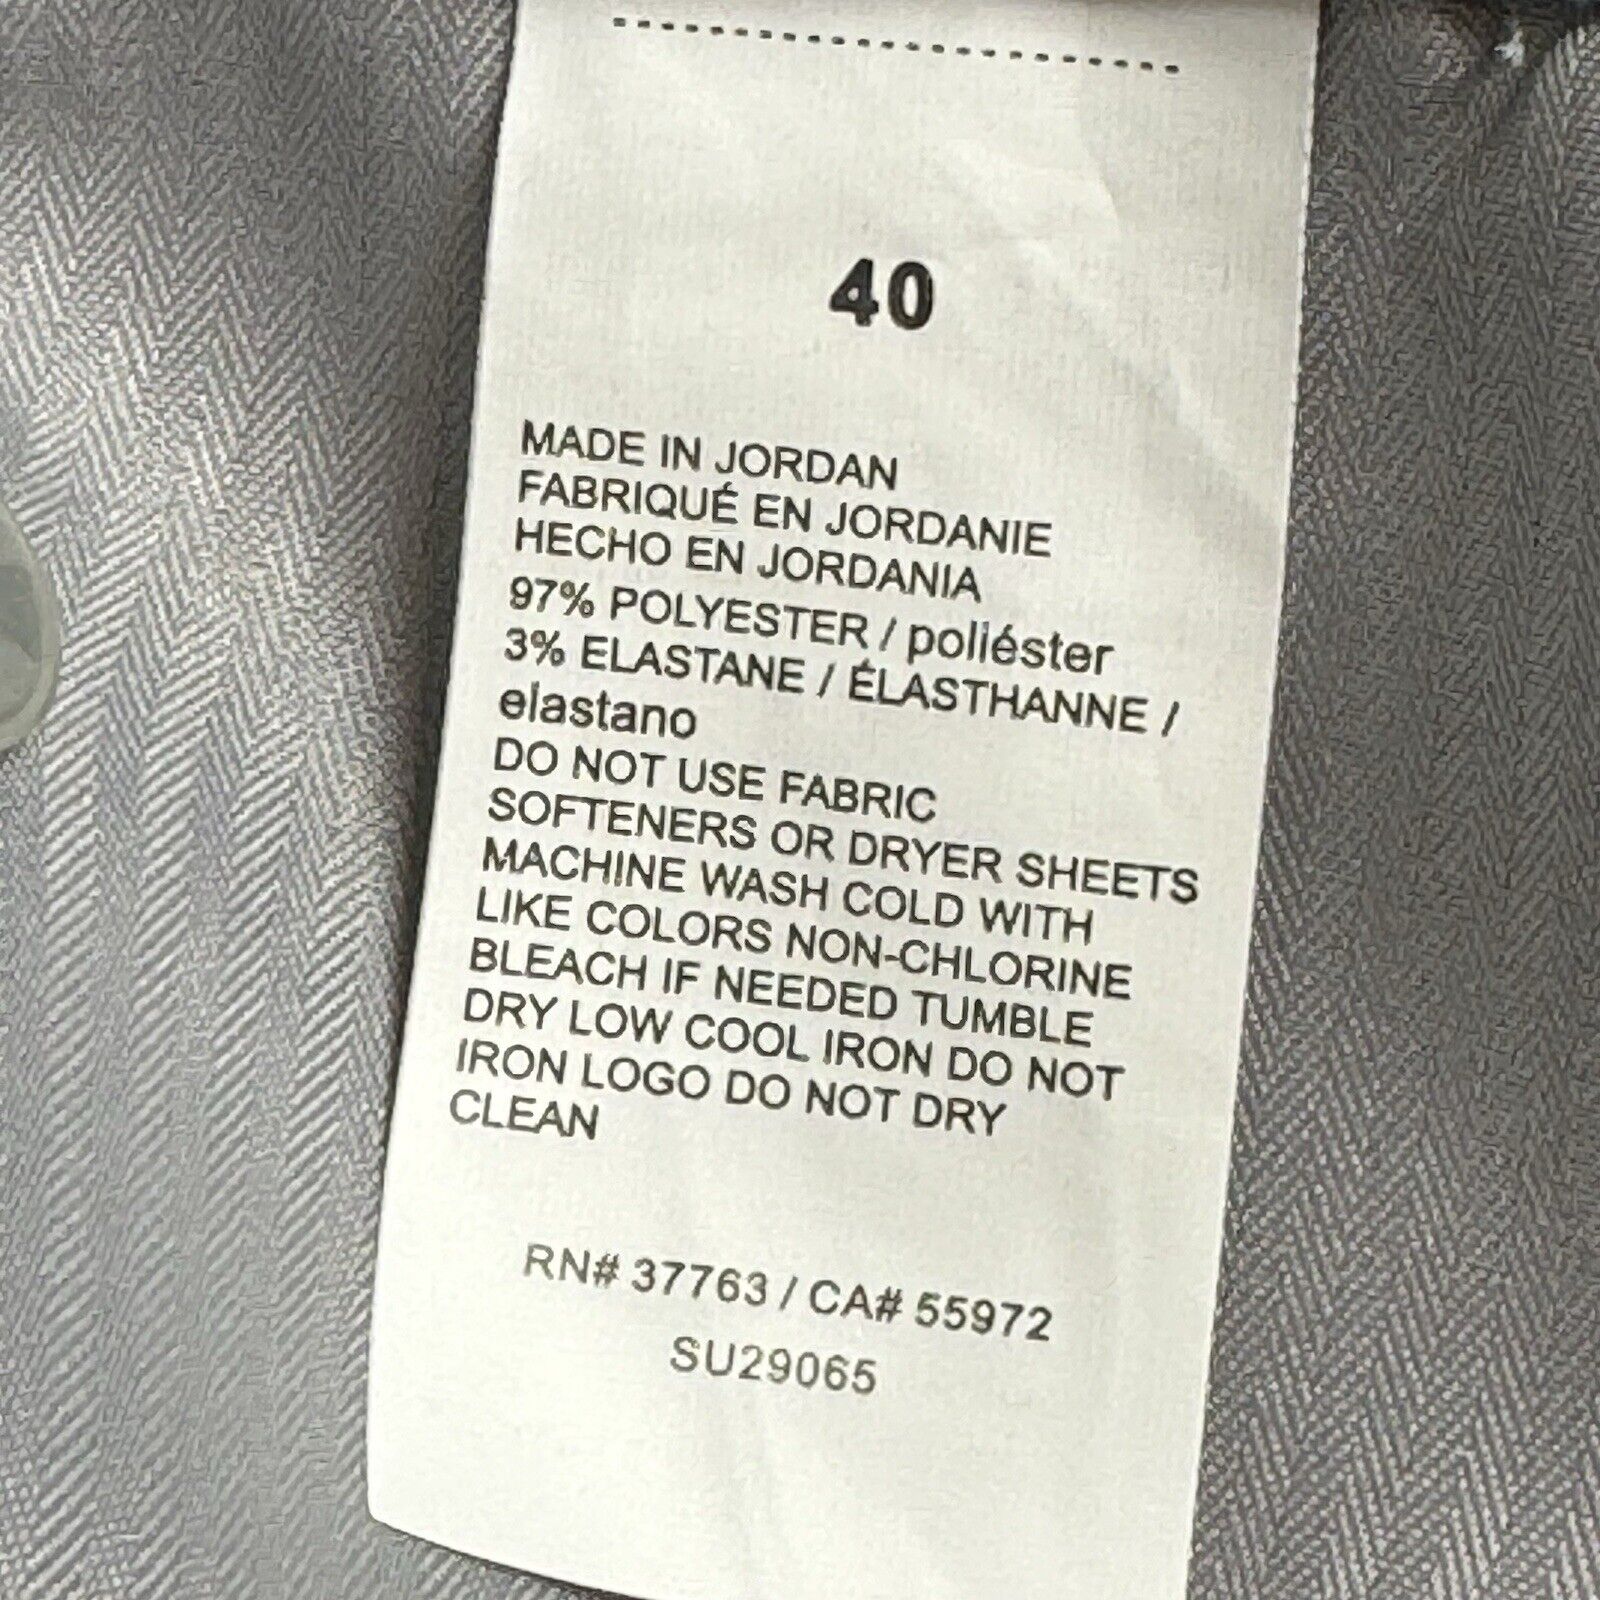 40
MADE IN JORDAN
FABRIQUÉ EN JORDANIE
HECHO EN JORDANIA
97% POLYESTER / poliéster
3% ELASTANE / ÉLASTHANNE /
elastano
DO NOT USE FABRIC
SOFTENERS OR DRYER SHEETS
MACHINE WASH COLD WITH
LIKE COLORS NON-CHLORINE
BLEACH IF NEEDED TUMBLE
DRY LOW COOL IRON DO NOT
IRON LOGO DO NOT DRY
CLEAN
RN# 37763 / CA# 55972
SU29065